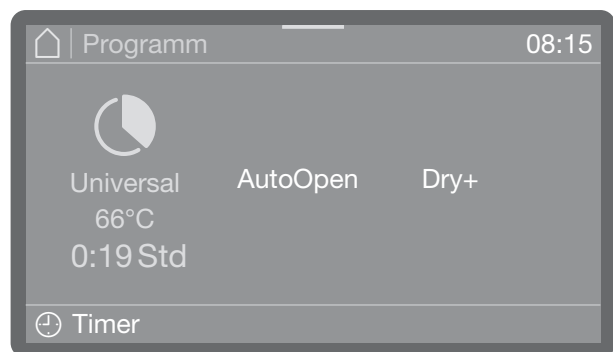 Programm 08:15
Universal AutoOpen Dry+
66°C
0:19 Std
Timer